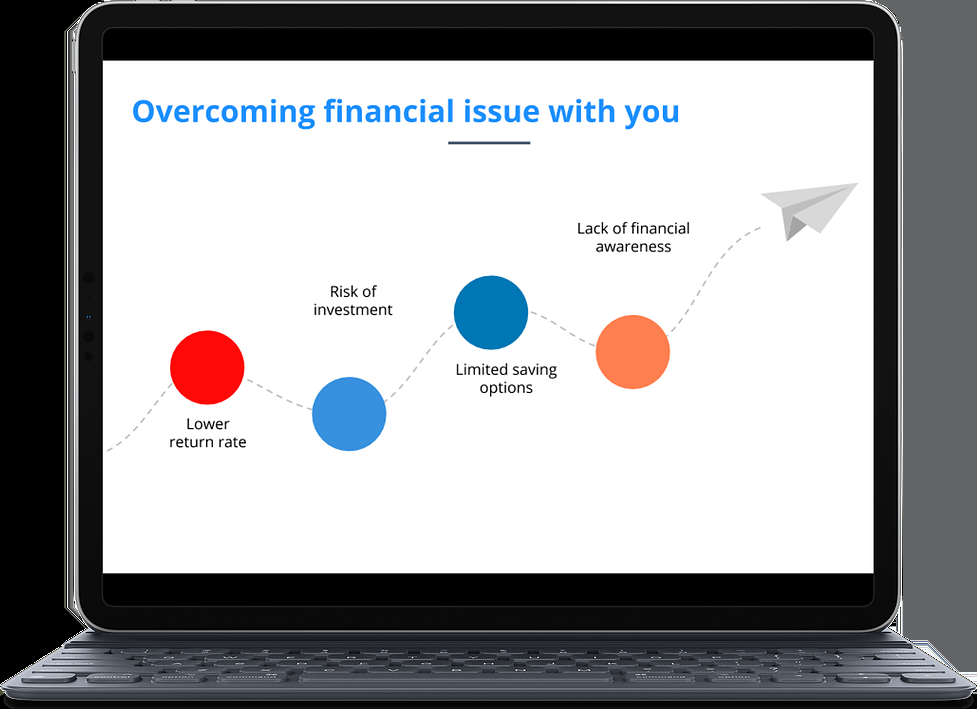 Overcoming financial issue with you
Lack of financial
awareness
Risk of
investment
Limited saving
options
Lower
return rate